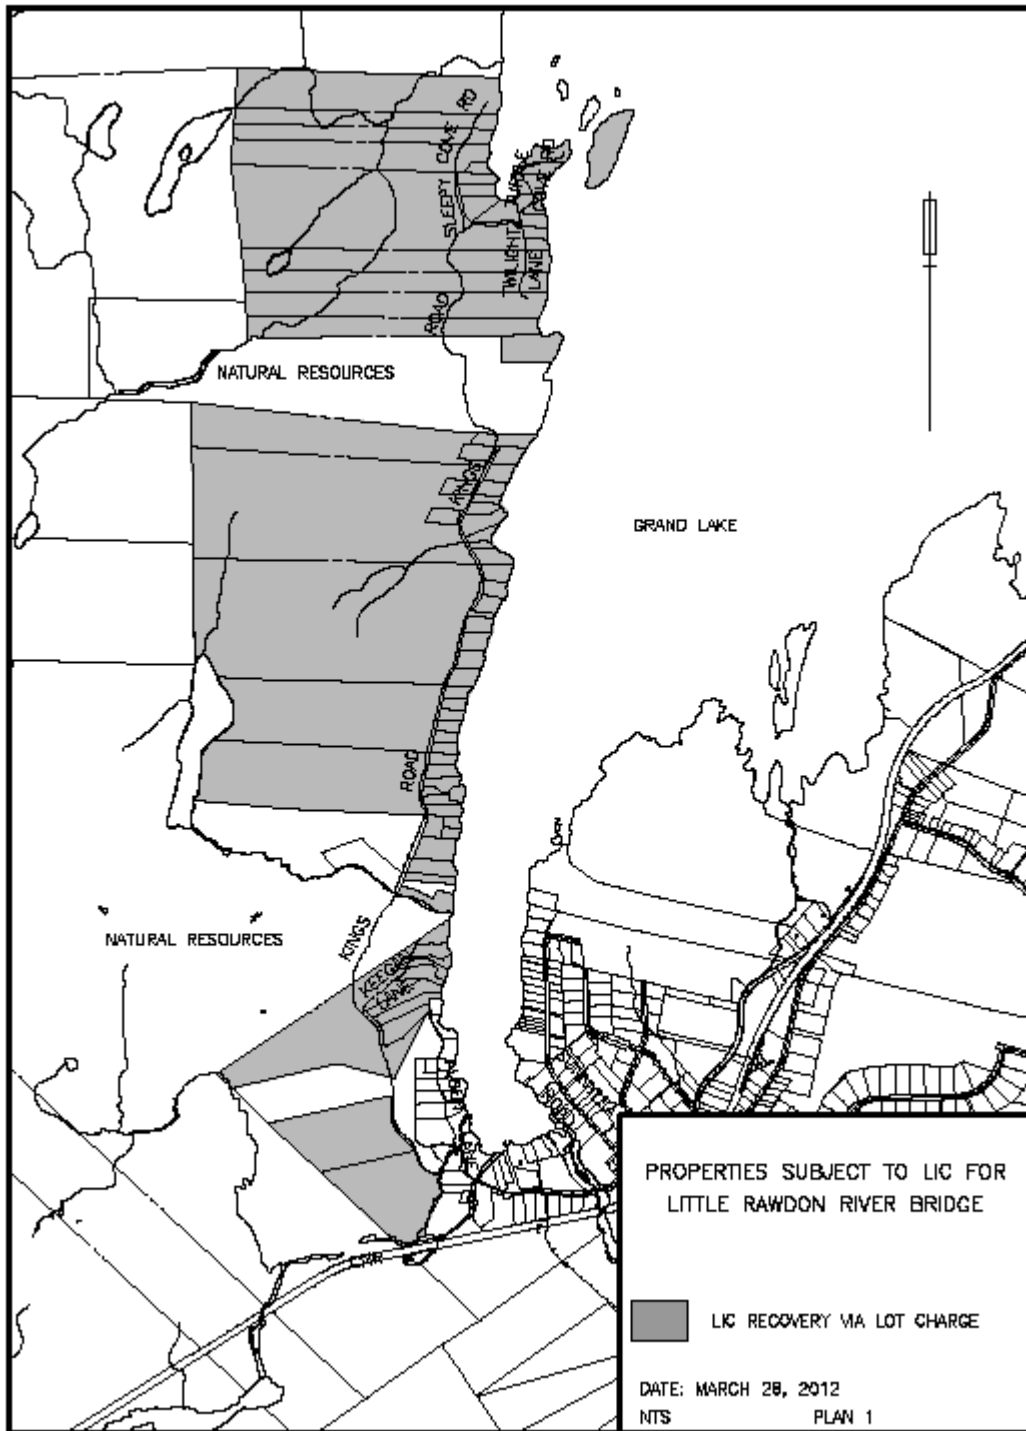 SLEEPY COVE RD
TWILIGHT
LANE
ROAD
NATURAL RESOURCES
KINGS
GRAND LAKE
ROAD
KINGS
NATURAL RESOURCES
LANE
PROPERTIES SUBJECT TO LIC FOR
LITTLE RAWDON RIVER BRIDGE
LIC RECOVERY VIA LOT CHARGE
DATE: MARCH 28, 2012
NTS PLAN 1